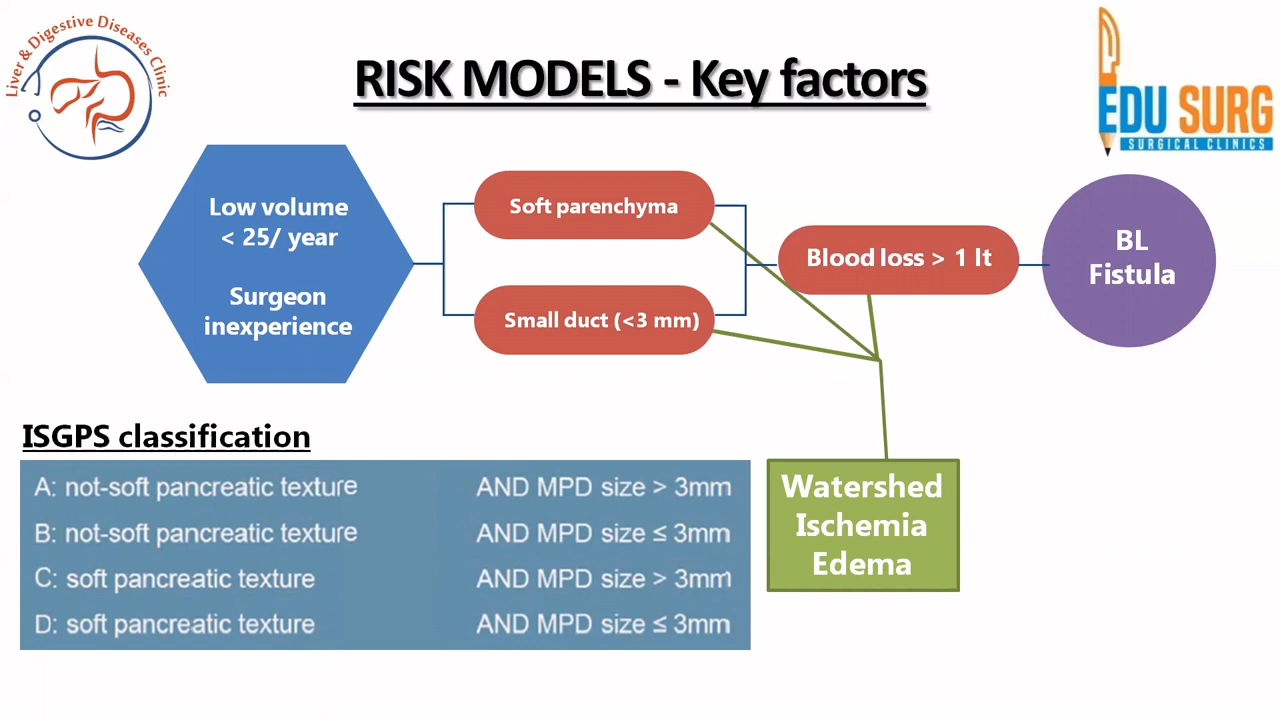 Liver & Digestive Diseases Clinic
RISK MODELS - Key factors
EDU SURG
SURGICAL CLINICS
Low volume
< 25/ year
Surgeon
inexperience
Soft parenchyma
Small duct (<3 mm)
Blood loss > 1 lt
BL
Fistula
ISGPS classification
A: not-soft pancreatic texture AND MPD size > 3mm
B: not-soft pancreatic texture AND MPD size ≤ 3mm
C: soft pancreatic texture AND MPD size > 3mm
D: soft pancreatic texture AND MPD size ≤ 3mm
Watershed
Ischemia
Edema